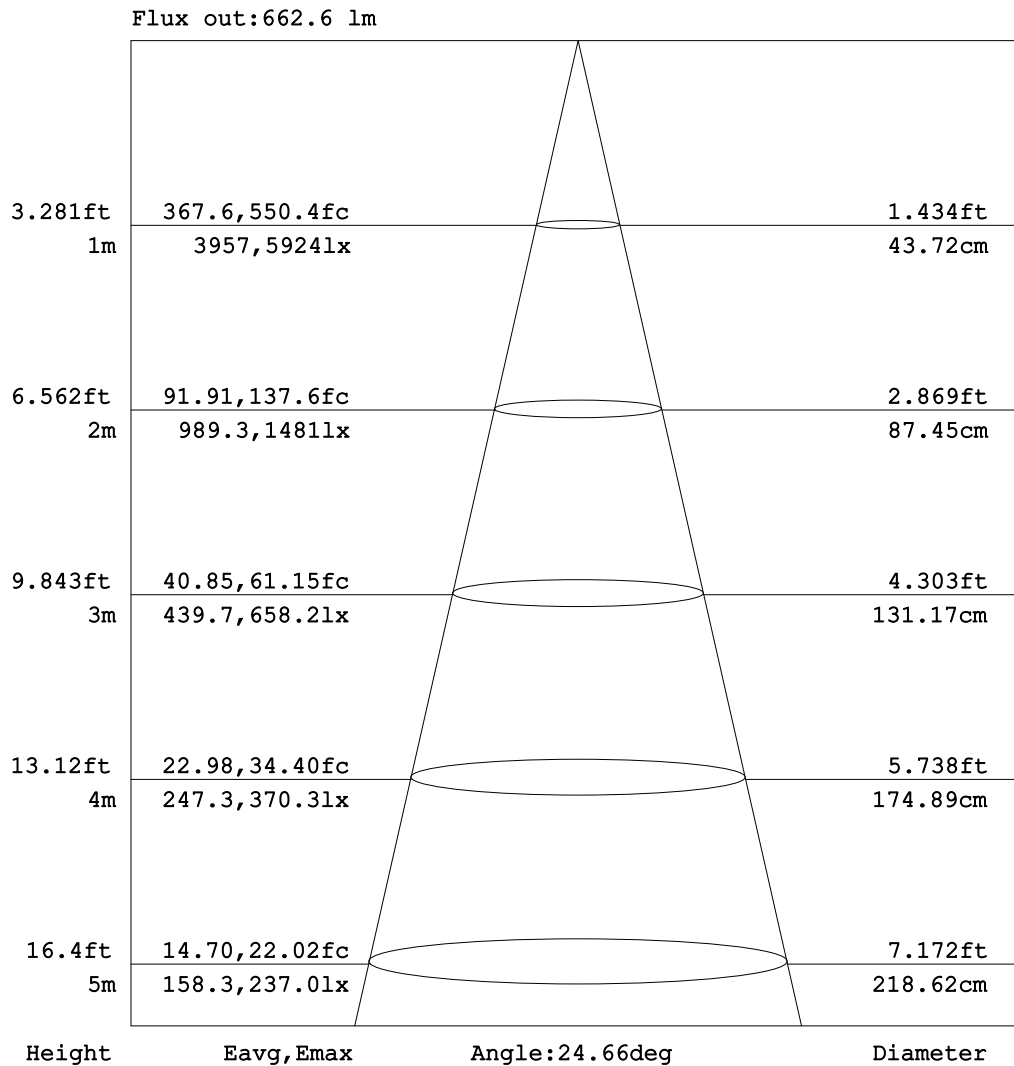 Flux out:662.6 lm
3.281ft 367.6,550.4fc 1.434ft
1m 3957,5924lx 43.72cm
6.562ft 91.91,137.6fc 2.869ft
2m 989.3,1481lx 87.45cm
9.843ft 40.85,61.15fc 4.303ft
3m 439.7,658.2lx 131.17cm
13.12ft 22.98,34.40fc 5.738ft
4m 247.3,370.3lx 174.89cm
16.4ft 14.70,22.02fc 7.172ft
5m 158.3,237.0lx 218.62cm
Height Eavg,Emax Angle:24.66deg Diameter